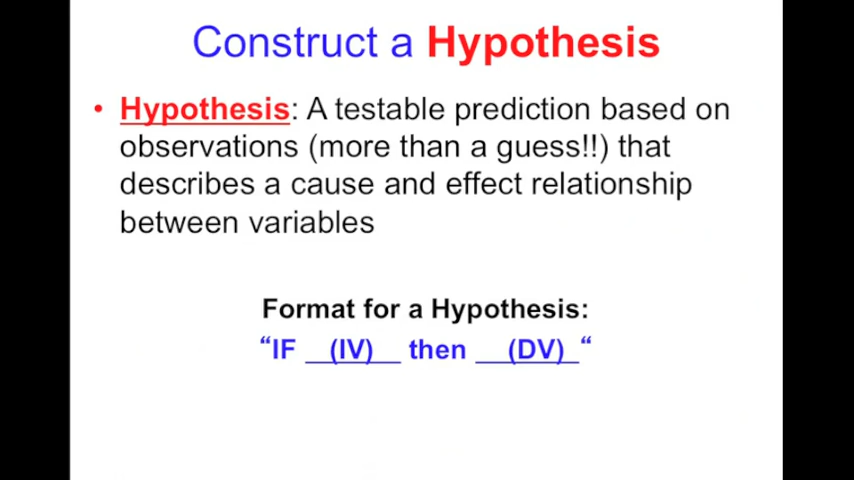 Construct a Hypothesis
• Hypothesis: A testable prediction based on
observations (more than a guess!!) that
describes a cause and effect relationship
between variables
Format for a Hypothesis:
“IF __(IV)__ then __(DV)_“